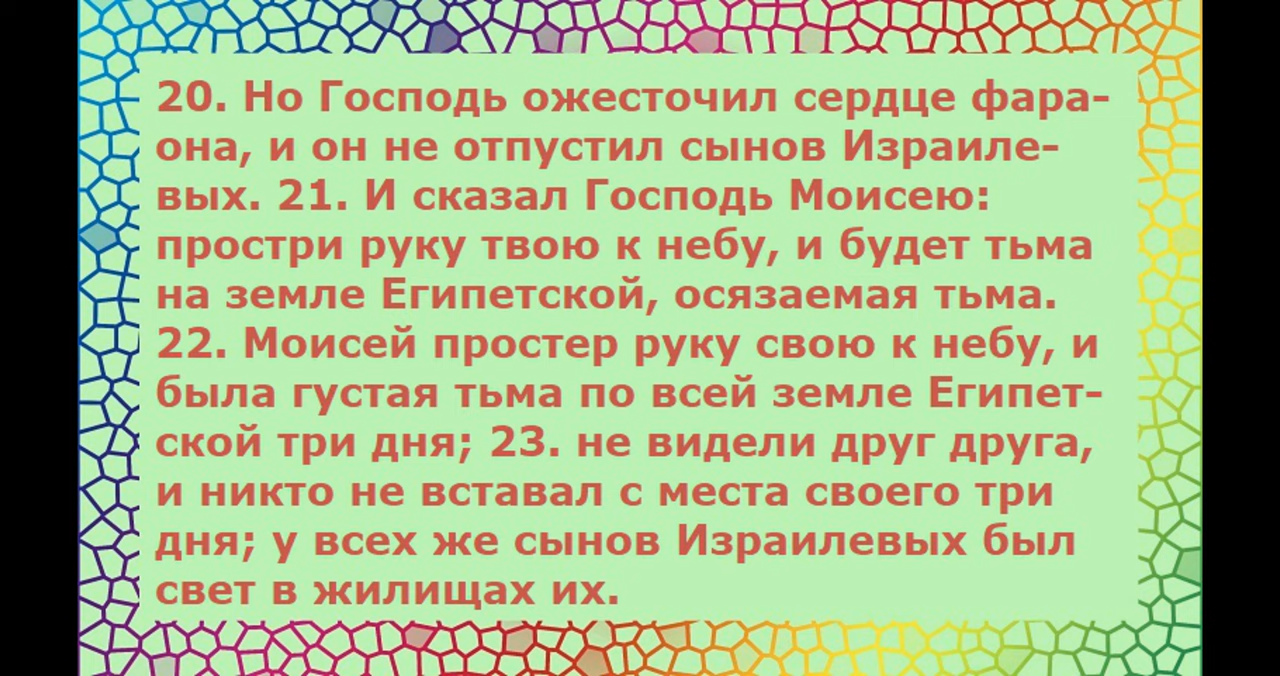 20. Но Господь ожесточил сердце фара-
она, и он не отпустил сынов Израиле-
вых. 21. И сказал Господь Моисею:
простри руку твою к небу, и будет тьма
на земле Египетской, осязаемая тьма.
22. Моисей простер руку свою к небу, и
была густая тьма по всей земле Египет-
ской три дня; 23. не видели друг друга,
и никто не вставал с места своего три
дня; у всех же сынов Израилевых был
свет в жилищах их.